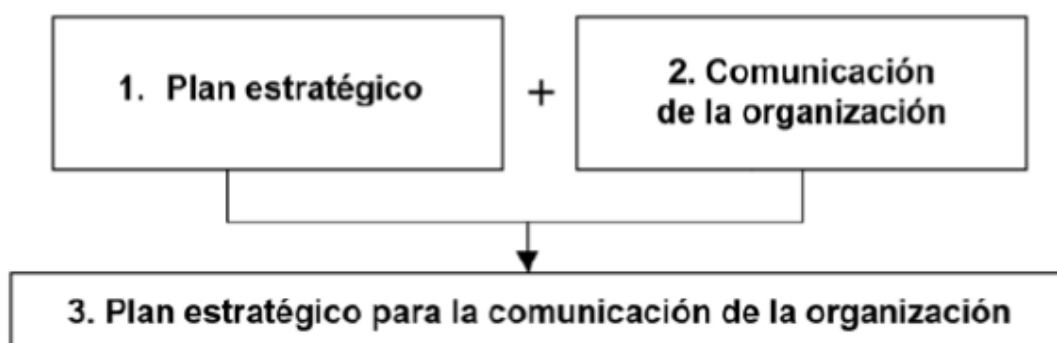 1. Plan estratégico
+
2. Comunicación
de la organización
3. Plan estratégico para la comunicación de la organización